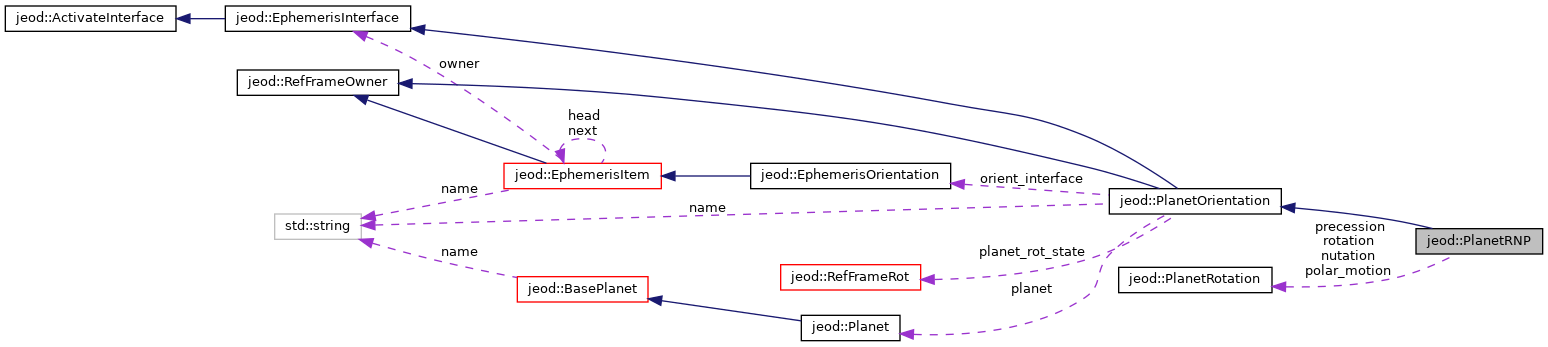 jeod::ActivateInterface
jeod::EphemerisInterface
owner
jeod::RefFrameOwner
head
next
jeod::EphemerisItem
jeod::EphemerisOrientation
orient_interface
name
name
jeod::PlanetOrientation
std::string
precession
rotation
nutation
polar_motion
jeod::PlanetRNP
name
planet_rot_state
jeod::RefFrameRot
jeod::PlanetRotation
jeod::BasePlanet
planet
jeod::Planet